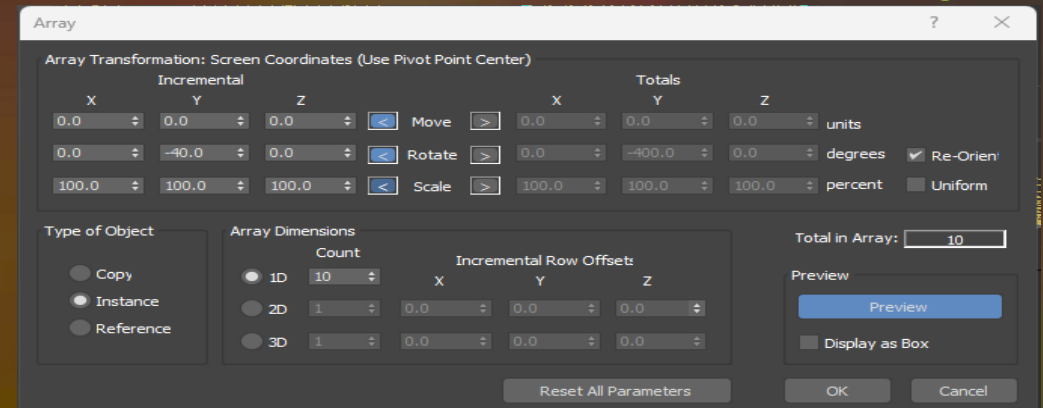 Array ?
Array Transformation: Screen Coordinates (Use Pivot Point Center)
Incremental Totals
X Y Z X Y Z
0.0 0.0 0.0 < Move > 0.0 0.0 0.0 units
0.0 -40.0 0.0 < Rotate > 0.0 -400.0 0.0 degrees Re-Orien
100.0 100.0 100.0 < Scale > 100.0 100.0 100.0 percent Uniform
Type of Object
Copy
Instance
Reference
Array Dimensions
Count
Incremental Row Offsets
X Y Z
1D 10
2D 1 0.0 0.0 0.0
3D 1 0.0 0.0 0.0
Total in Array: 10
Preview
Preview
Display as Box
Reset All Parameters OK Cancel